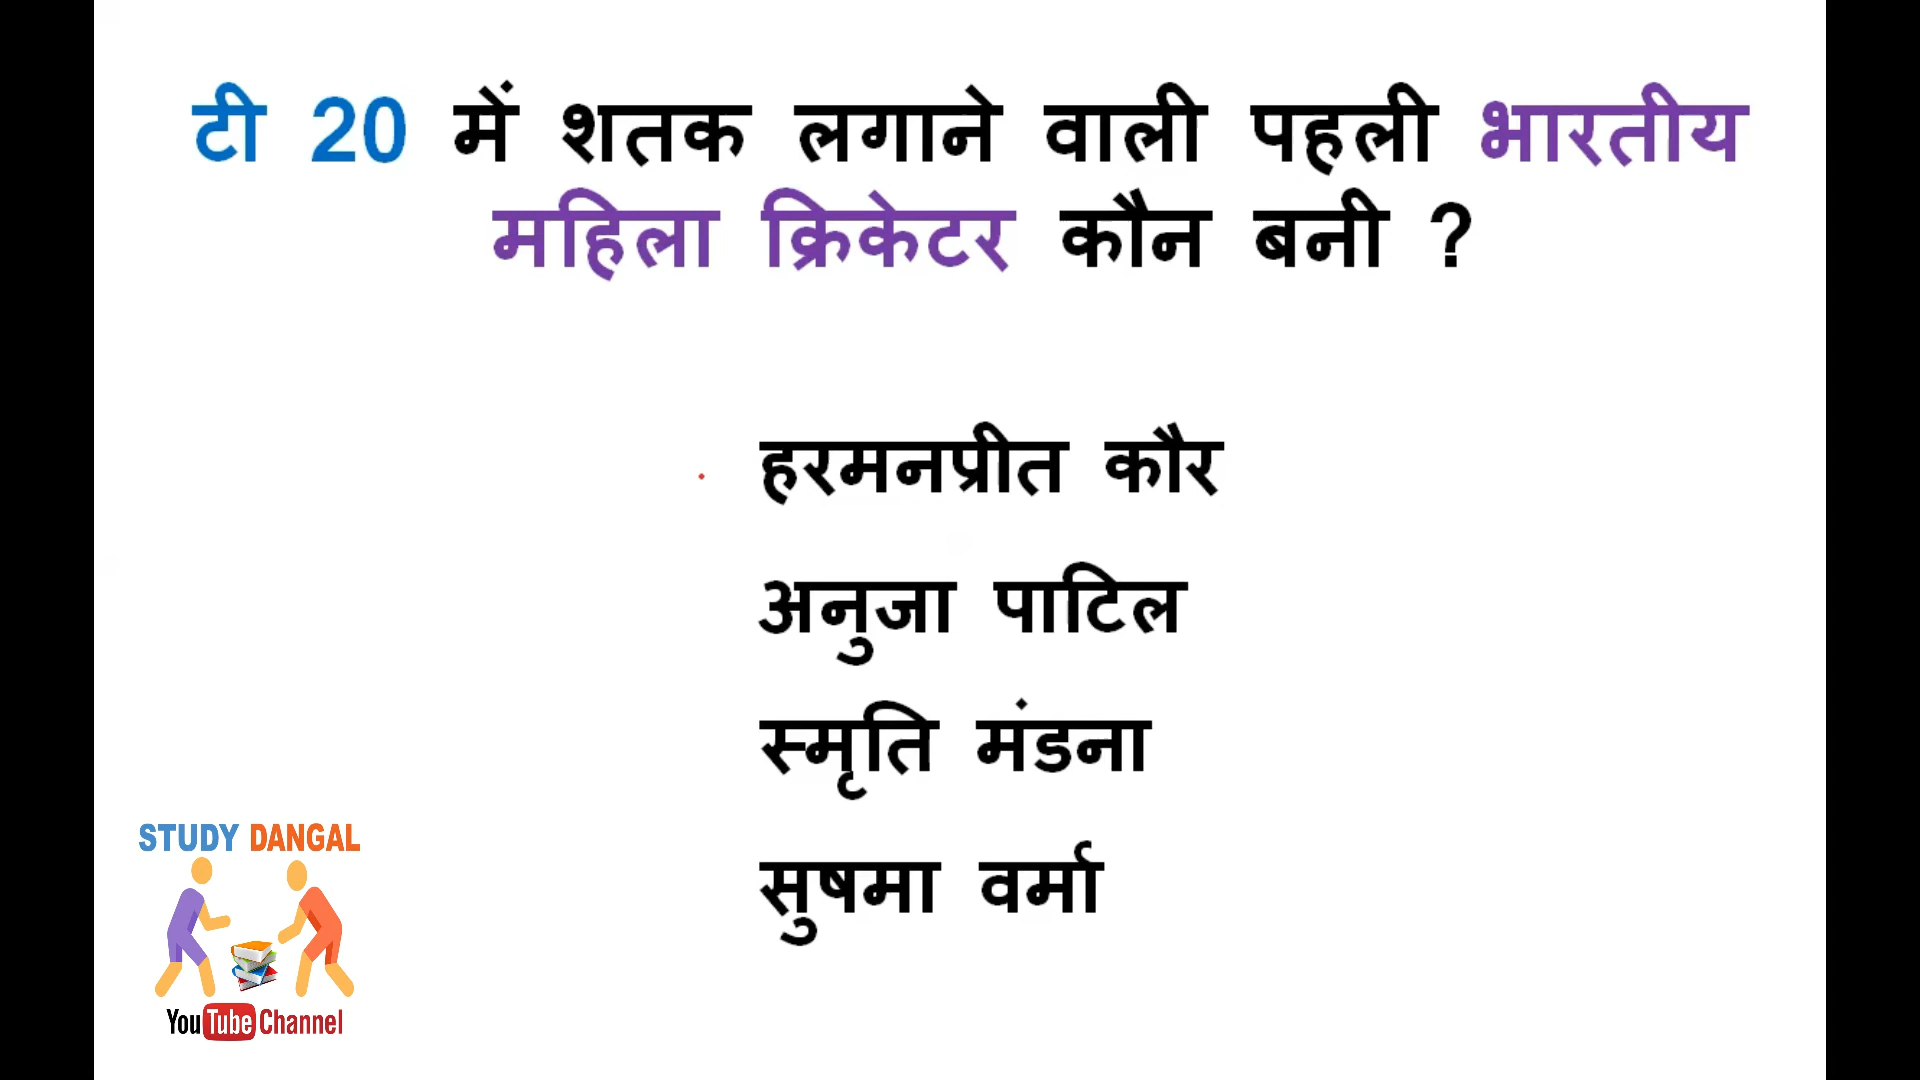 टी 20 में शतक लगाने वाली पहली भारतीय
महिला क्रिकेटर कौन बनी ?
हरमनप्रीत कौर
अनुजा पाटिल
स्मृति मंडना
सुषमा वर्मा
STUDY DANGAL
YouTube Channel